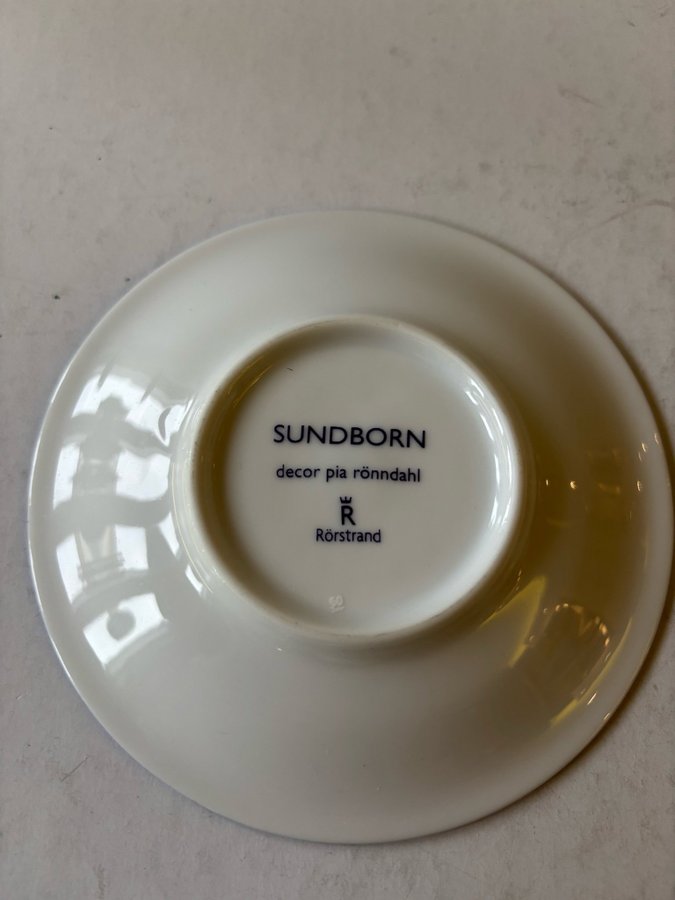 SUNDBORN
decor pia rönndahl
R
Rörstrand